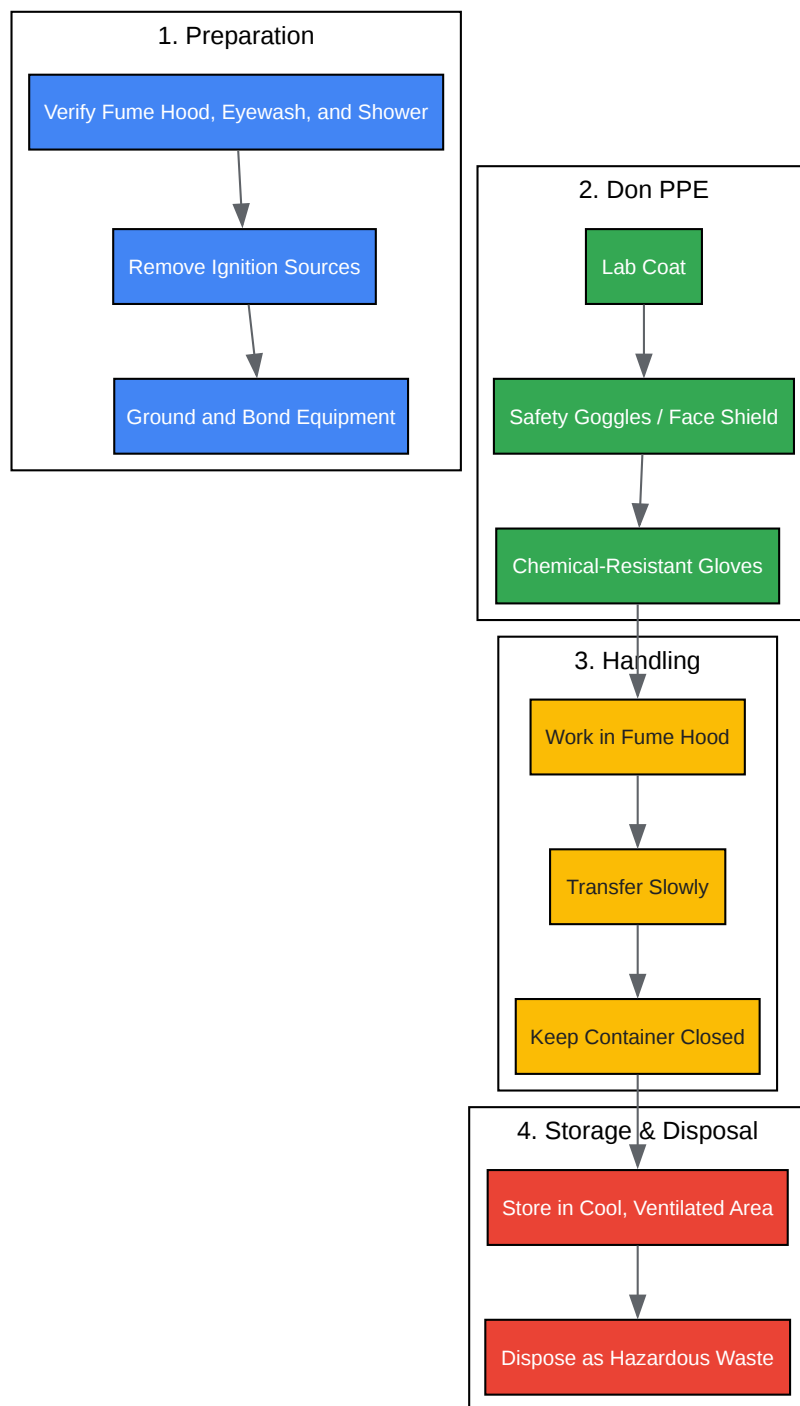 1. Preparation
Verify Fume Hood, Eyewash, and Shower
Remove Ignition Sources
Ground and Bond Equipment
2. Don PPE
Lab Coat
Safety Goggles / Face Shield
Chemical-Resistant Gloves
3. Handling
Work in Fume Hood
Transfer Slowly
Keep Container Closed
4. Storage & Disposal
Store in Cool, Ventilated Area
Dispose as Hazardous Waste